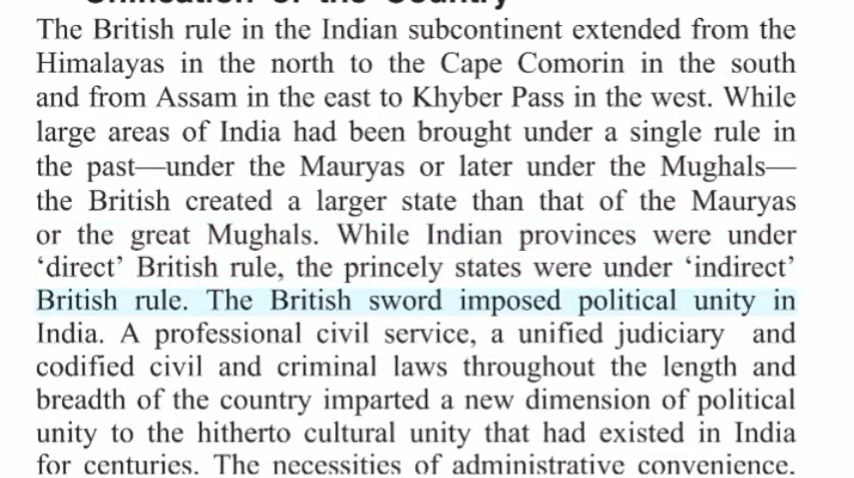 Unification of the Country
The British rule in the Indian subcontinent extended from the
Himalayas in the north to the Cape Comorin in the south
and from Assam in the east to Khyber Pass in the west. While
large areas of India had been brought under a single rule in
the past—under the Mauryas or later under the Mughals—
the British created a larger state than that of the Mauryas
or the great Mughals. While Indian provinces were under
‘direct’ British rule, the princely states were under ‘indirect’
British rule. The British sword imposed political unity in
India. A professional civil service, a unified judiciary and
codified civil and criminal laws throughout the length and
breadth of the country imparted a new dimension of political
unity to the hitherto cultural unity that had existed in India
for centuries. The necessities of administrative convenience,